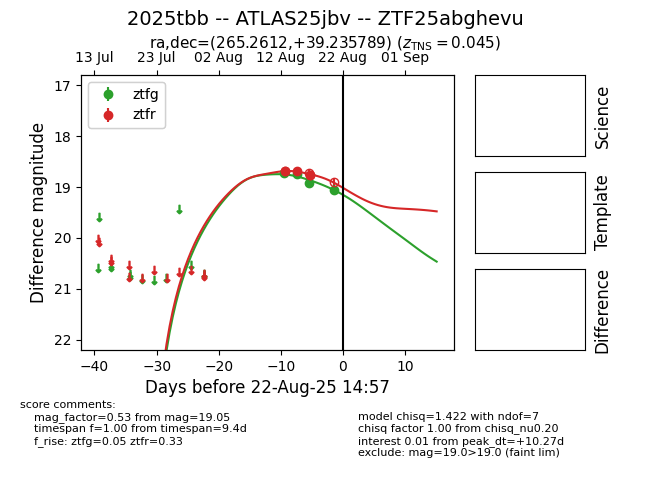 2025tbb -- ATLAS25jbv -- ZTF25abghevu
ra,dec=(265.2612,+39.235789) (z_TNS = 0.045)
13 Jul 23 Jul 02 Aug 12 Aug 22 Aug 01 Sep
ztfg
ztfr
17
18
19
20
21
22
Difference magnitude
−40 −30 −20 −10 0 10
Days before 22-Aug-25 14:57
Science
Template
Difference
score comments:
mag_factor=0.53 from mag=19.05
timespan f=1.00 from timespan=9.4d
f_rise: ztfg=0.05 ztfr=0.33
model chisq=1.422 with ndof=7
chisq factor 1.00 from chisq_nu0.20
interest 0.01 from peak_dt=+10.27d
exclude: mag=19.0>19.0 (faint lim)